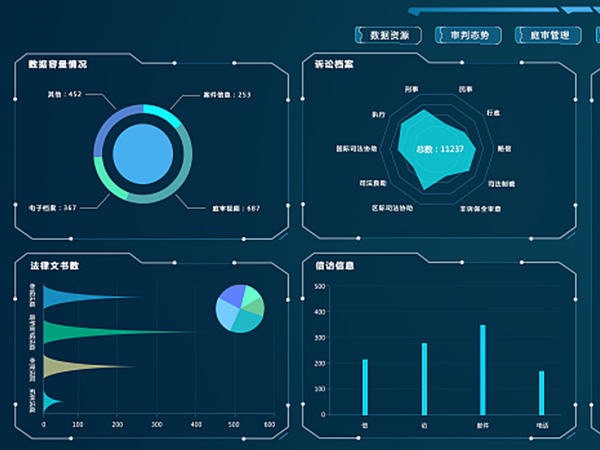 数据资源
审判态势
庭审管理
数据容量情况
其他：452
案件信息：253
电子档案：367
庭审视频：687
诉讼档案
刑事
民事
执行
行政
国际司法协助
总数：11237
赔偿
司法救助
司法制裁
区际司法协助
非诉保全审查
法律文书数
0
100
200
300
400
500
600
信访信息
500
400
300
200
100
0
信
访
邮件
电话